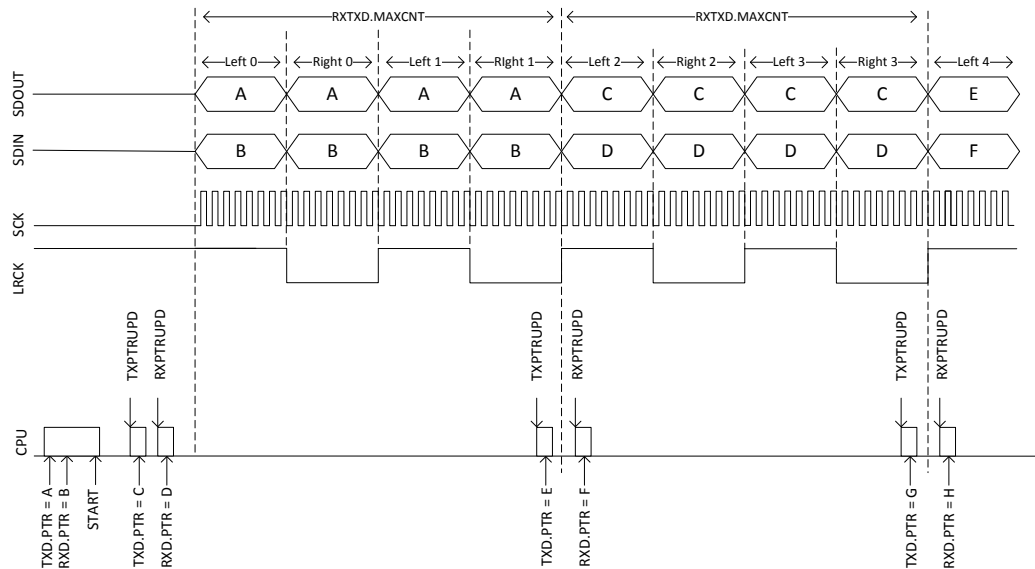 RXTXD.MAXCNT RXTXD.MAXCNT
Left 0 Right 0 Left 1 RIght 1 Left 2 Right 2 Left 3 Right 3 Left 4
SDOUT A A A A C C C C E
SDIN B B B B D D D D F
SCK
LRCK
TXPTRUPD RXPTRUPD TXPTRUPD RXPTRUPD TXPTRUPD RXPTRUPD
CPU
TXD.PTR = A RXD.PTR = B START TXD.PTR = C RXD.PTR = D TXD.PTR = E RXD.PTR = F TXD.PTR = G RXD.PTR = H